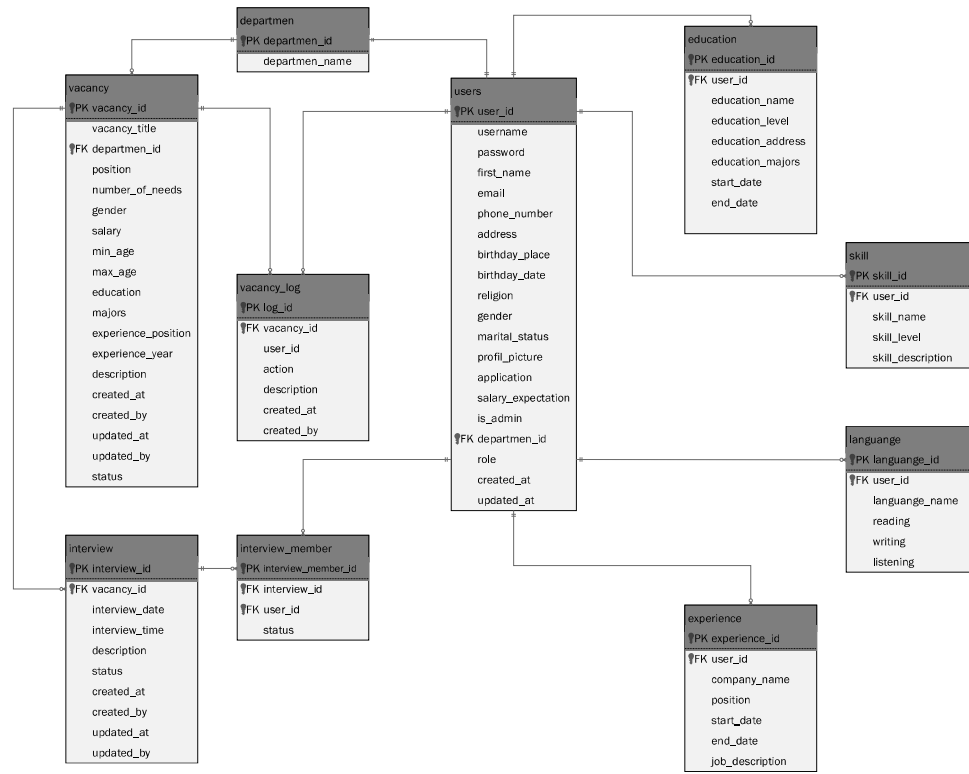 departmen
PK departmen_id
departmen_name
vacancy
PK vacancy_id
vacancy_title
FK departmen_id
position
number_of_needs
gender
salary
min_age
max_age
education
majors
experience_position
experience_year
description
created_at
created_by
updated_at
updated_by
status
vacancy_log
PK log_id
FK vacancy_id
user_id
action
description
created_at
created_by
users
PK user_id
username
password
first_name
email
phone_number
address
birthday_place
birthday_date
religion
gender
marital_status
profil_picture
application
salary_expectation
is_admin
FK departmen_id
role
created_at
updated_at
education
PK education_id
FK user_id
education_name
education_level
education_address
education_majors
start_date
end_date
skill
PK skill_id
FK user_id
skill_name
skill_level
skill_description
languange
PK languange_id
FK user_id
languange_name
reading
writing
listening
interview
PK interview_id
FK vacancy_id
interview_date
interview_time
description
status
created_at
created_by
updated_at
updated_by
interview_member
PK interview_member_id
FK interview_id
FK user_id
status
experience
PK experience_id
FK user_id
company_name
position
start_date
end_date
job_description